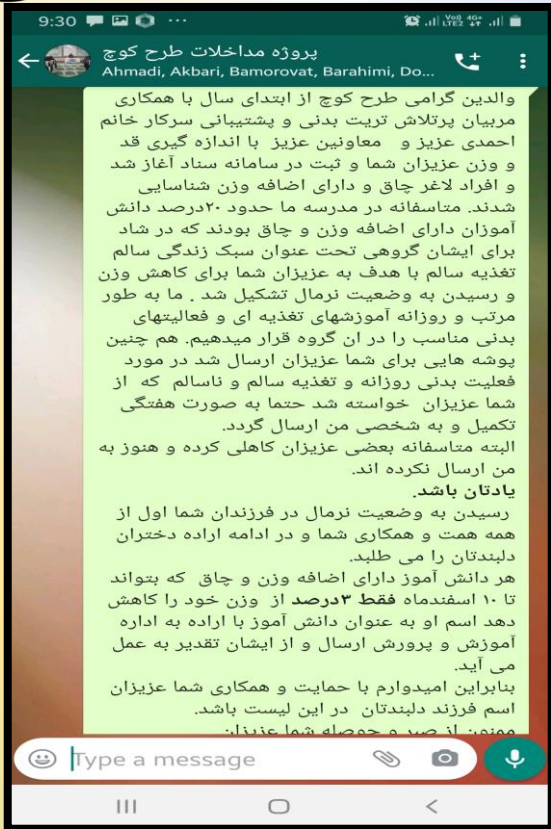 9:30
Vo9 LTE2 4G+
پروژه مداخلات طرح کوچ
Ahmadi, Akbari, Bamorovat, Barahimi, Do...
والدین گرامی طرح کوچ از ابتدای سال با همکاری
مربیان پرتلاش تریت بدنی و پشتیبانی سرکار خانم
احمدی عزیز و معاونین عزیز با اندازه گیری قد
و وزن عزیزان شما و ثبت در سامانه سناد آغاز شد
و افراد لاغر چاق و دارای اضافه وزن شناسایی
شدند. متاسفانه در مدرسه ما حدود ۲۰درصد دانش
آموزان دارای اضافه وزن و چاق بودند که در شاد
برای ایشان گروهی تحت عنوان سبک زندگی سالم
تغذیه سالم با هدف به عزیزان شما برای کاهش وزن
و رسیدن به وضعیت نرمال تشکیل شد . ما به طور
مرتب و روزانه آموزشهای تغذیه ای و فعالیتهای
بدنی مناسب را در ان گروه قرار میدهیم. هم چنین
پوشه هایی برای شما عزیزان ارسال شد در مورد
فعلیت بدنی روزانه و تغذیه سالم و ناسالم که از
شما عزیزان خواسته شد حتما به صورت هفتگی
تکمیل و به شخصی من ارسال گردد.
البته متاسفانه بعضی عزیزان کاهلی کرده و هنوز به
من ارسال نکرده اند.
یادتان باشد.
رسیدن به وضعیت نرمال در فرزندان شما اول از
همه همت و همکاری شما و در ادامه اراده دختران
دلبندتان را می طلبد.
هر دانش آموز دارای اضافه وزن و چاق که بتواند
تا ۱۰ اسفندماه فقط ۳درصد از وزن خود را کاهش
دهد اسم او به عنوان دانش آموز با اراده به اداره
آموزش و پرورش ارسال و از ایشان تقدیر به عمل
می آید.
بنابراین امیدوارم با حمایت و همکاری شما عزیزان
اسم فرزند دلبندتان در این لیست باشد.
ممنون از صبر و حوصله شما عزیزان
Type a message